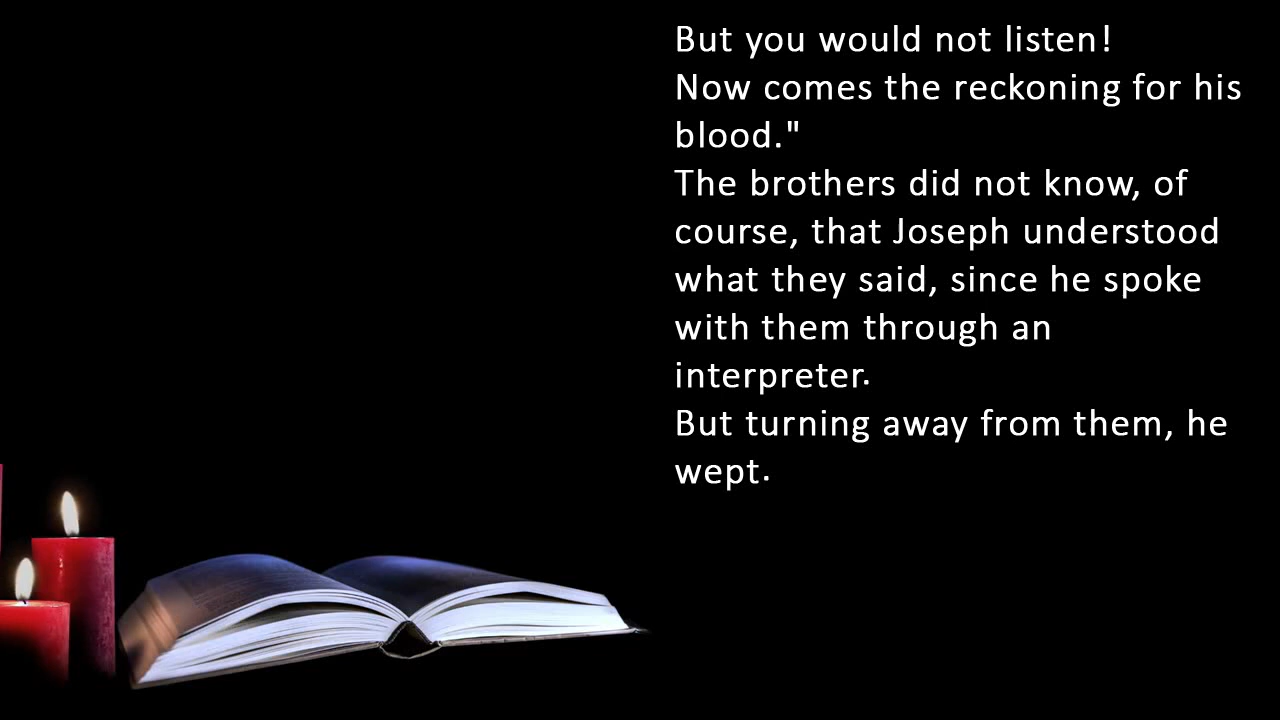 But you would not listen!
Now comes the reckoning for his
blood."
The brothers did not know, of
course, that Joseph understood
what they said, since he spoke
with them through an
interpreter.
But turning away from them, he
wept.